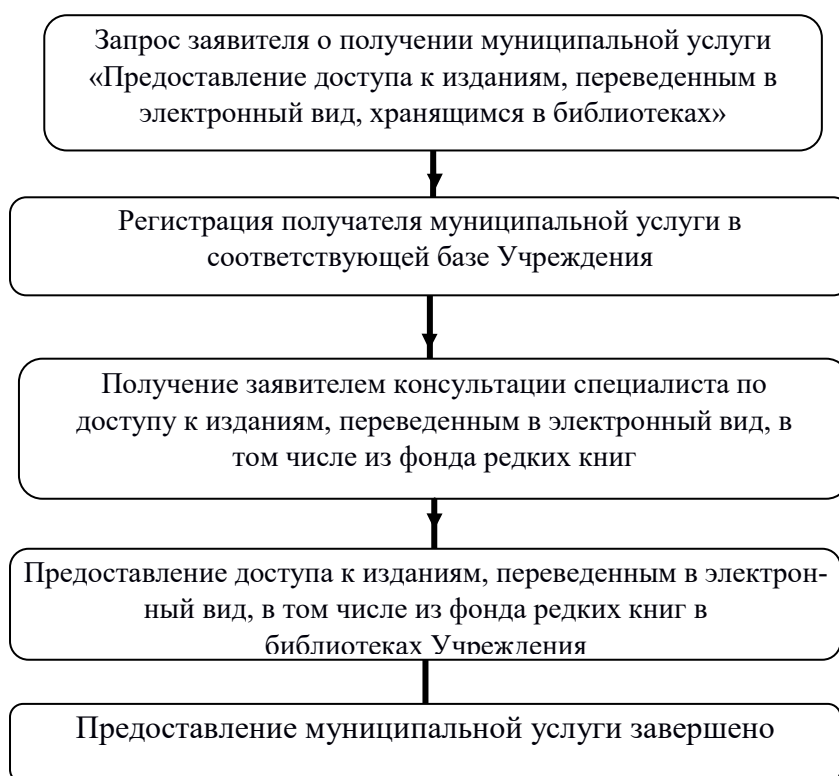 Запрос заявителя о получении муниципальной услуги
«Предоставление доступа к изданиям, переведенным в
электронный вид, хранящимся в библиотеках»
Регистрация получателя муниципальной услуги в
соответствующей базе Учреждения
Получение заявителем консультации специалиста по
доступу к изданиям, переведенным в электронный вид, в
том числе из фонда редких книг
Предоставление доступа к изданиям, переведенным в электрон-
ный вид, в том числе из фонда редких книг в
библиотеках Учреждения
Предоставление муниципальной услуги завершено